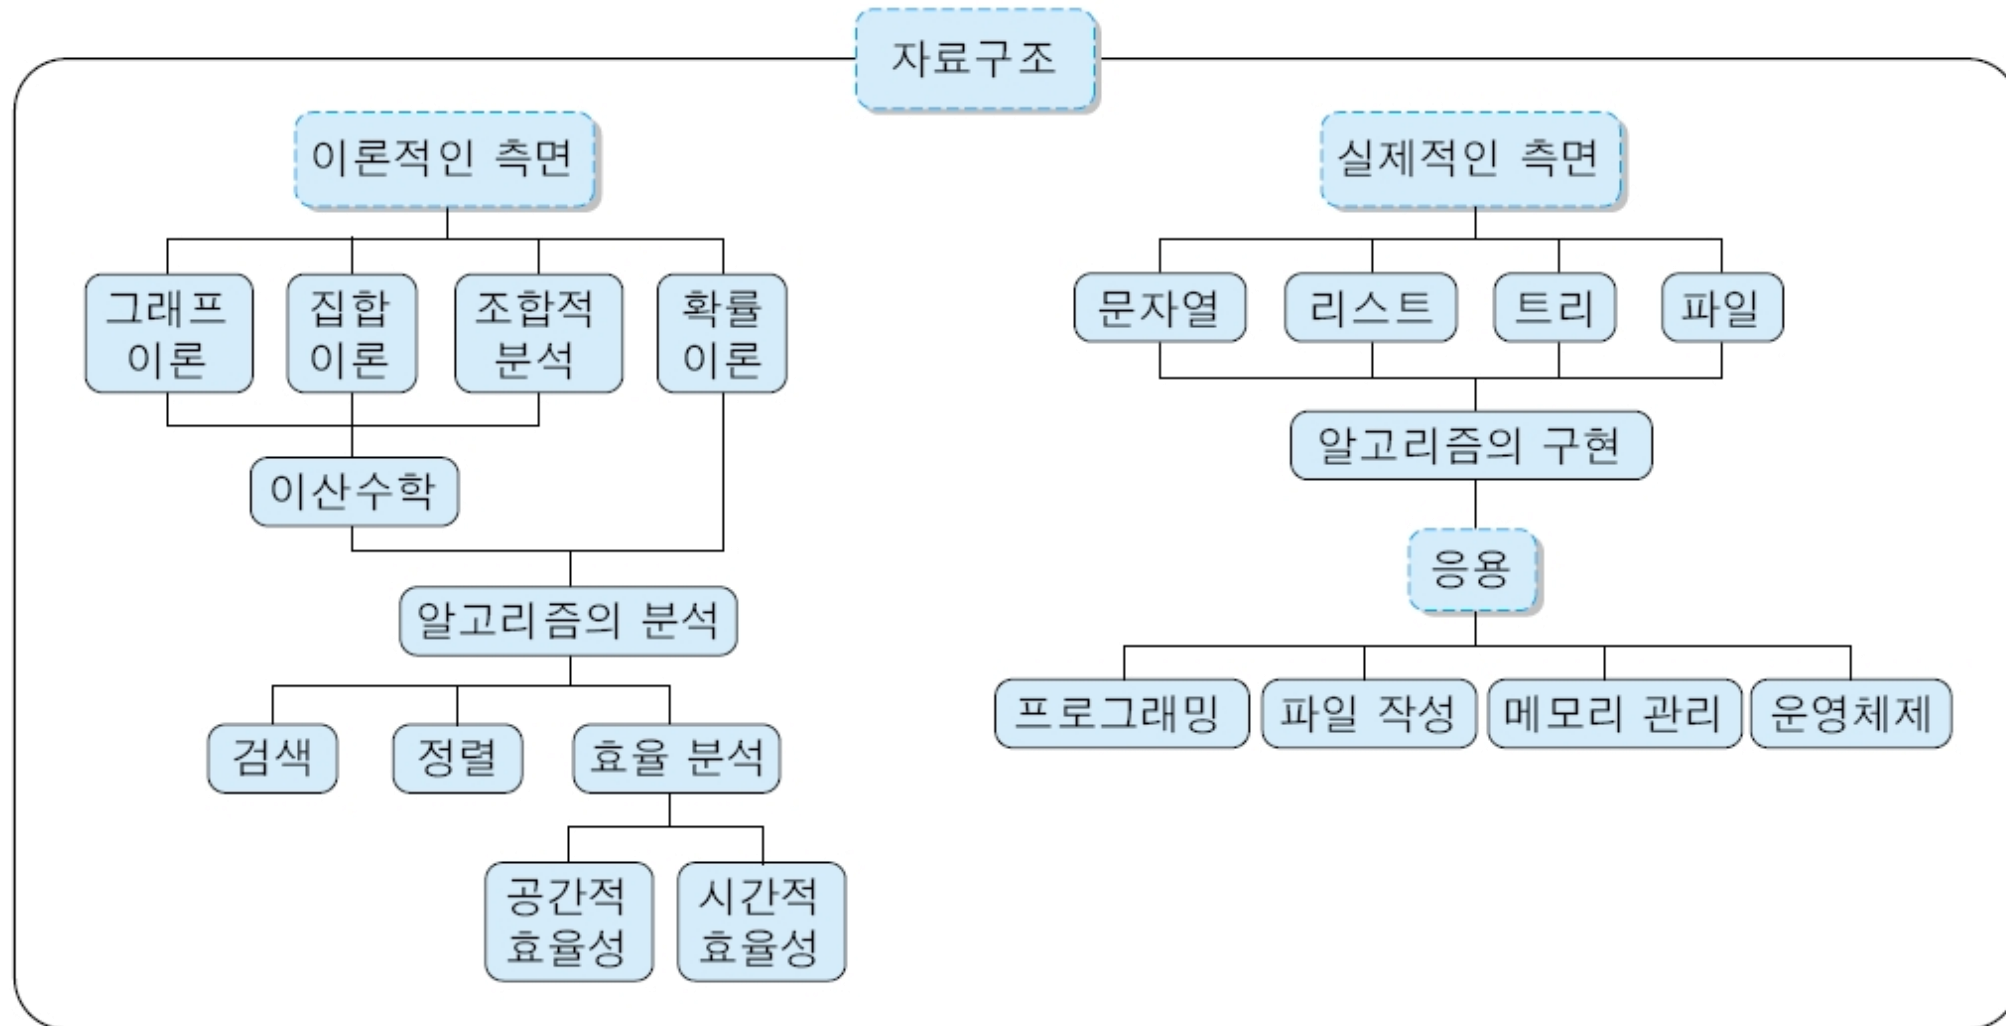 자료구조
이론적인 측면
그래프
이론
집합
이론
조합적
분석
확률
이론
이산수학
알고리즘의 분석
검색
정렬
효율 분석
공간적
효율성
시간적
효율성
실제적인 측면
문자열
리스트
트리
파일
알고리즘의 구현
응용
프로그래밍
파일 작성
메모리 관리
운영체제